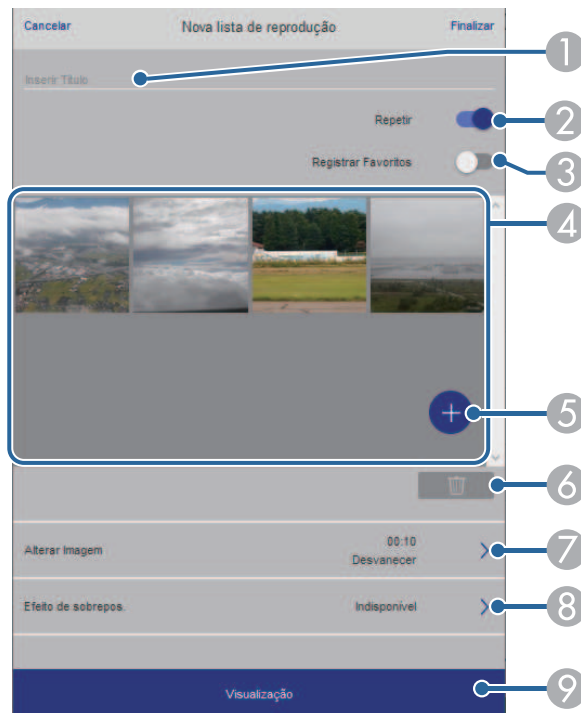 Cancelar Nova lista de reprodução Finalizar
1
Inserir Título
Repetir 2
Registrar Favoritos 3
4
5
6
00:10
Alterar Imagem 7
Desvanecer
Efeito de sobrepos. Indisponível 8
Visualização 9